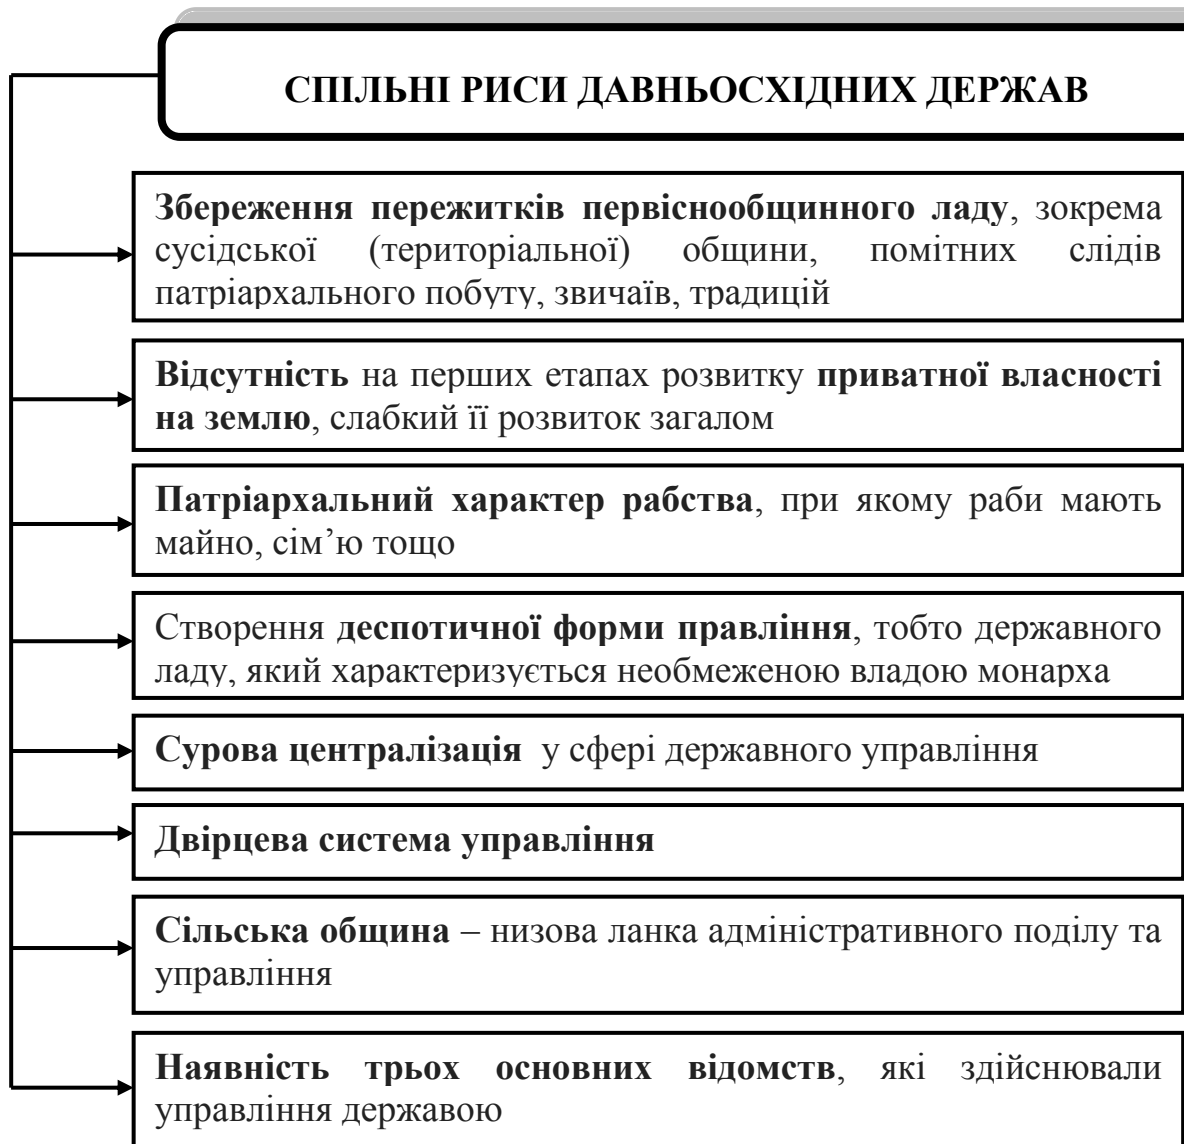 СПІЛЬНІ РИСИ ДАВНЬОСХІДНИХ ДЕРЖАВ
Збереження пережитків первіснообщинного ладу, зокрема
сусідської (територіальної) общини, помітних слідів
патріархального побуту, звичаїв, традицій
Відсутність на перших етапах розвитку приватної власності
на землю, слабкий її розвиток загалом
Патріархальний характер рабства, при якому раби мають
майно, сім’ю тощо
Створення деспотичної форми правління, тобто державного
ладу, який характеризується необмеженою владою монарха
Сурова централізація у сфері державного управління
Двірцева система управління
Сільська община – низова ланка адміністративного поділу та
управління
Наявність трьох основних відомств, які здійснювали
управління державою